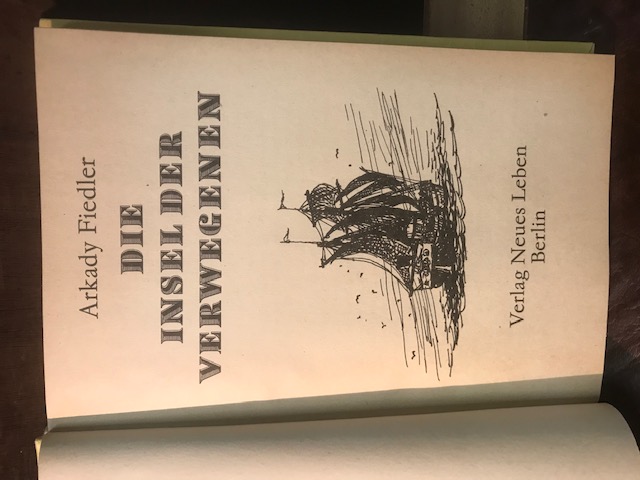 Arkady Fiedler
DIE
INSEL DER
VERWEGENEN
Verlag Neues Leben
Berlin